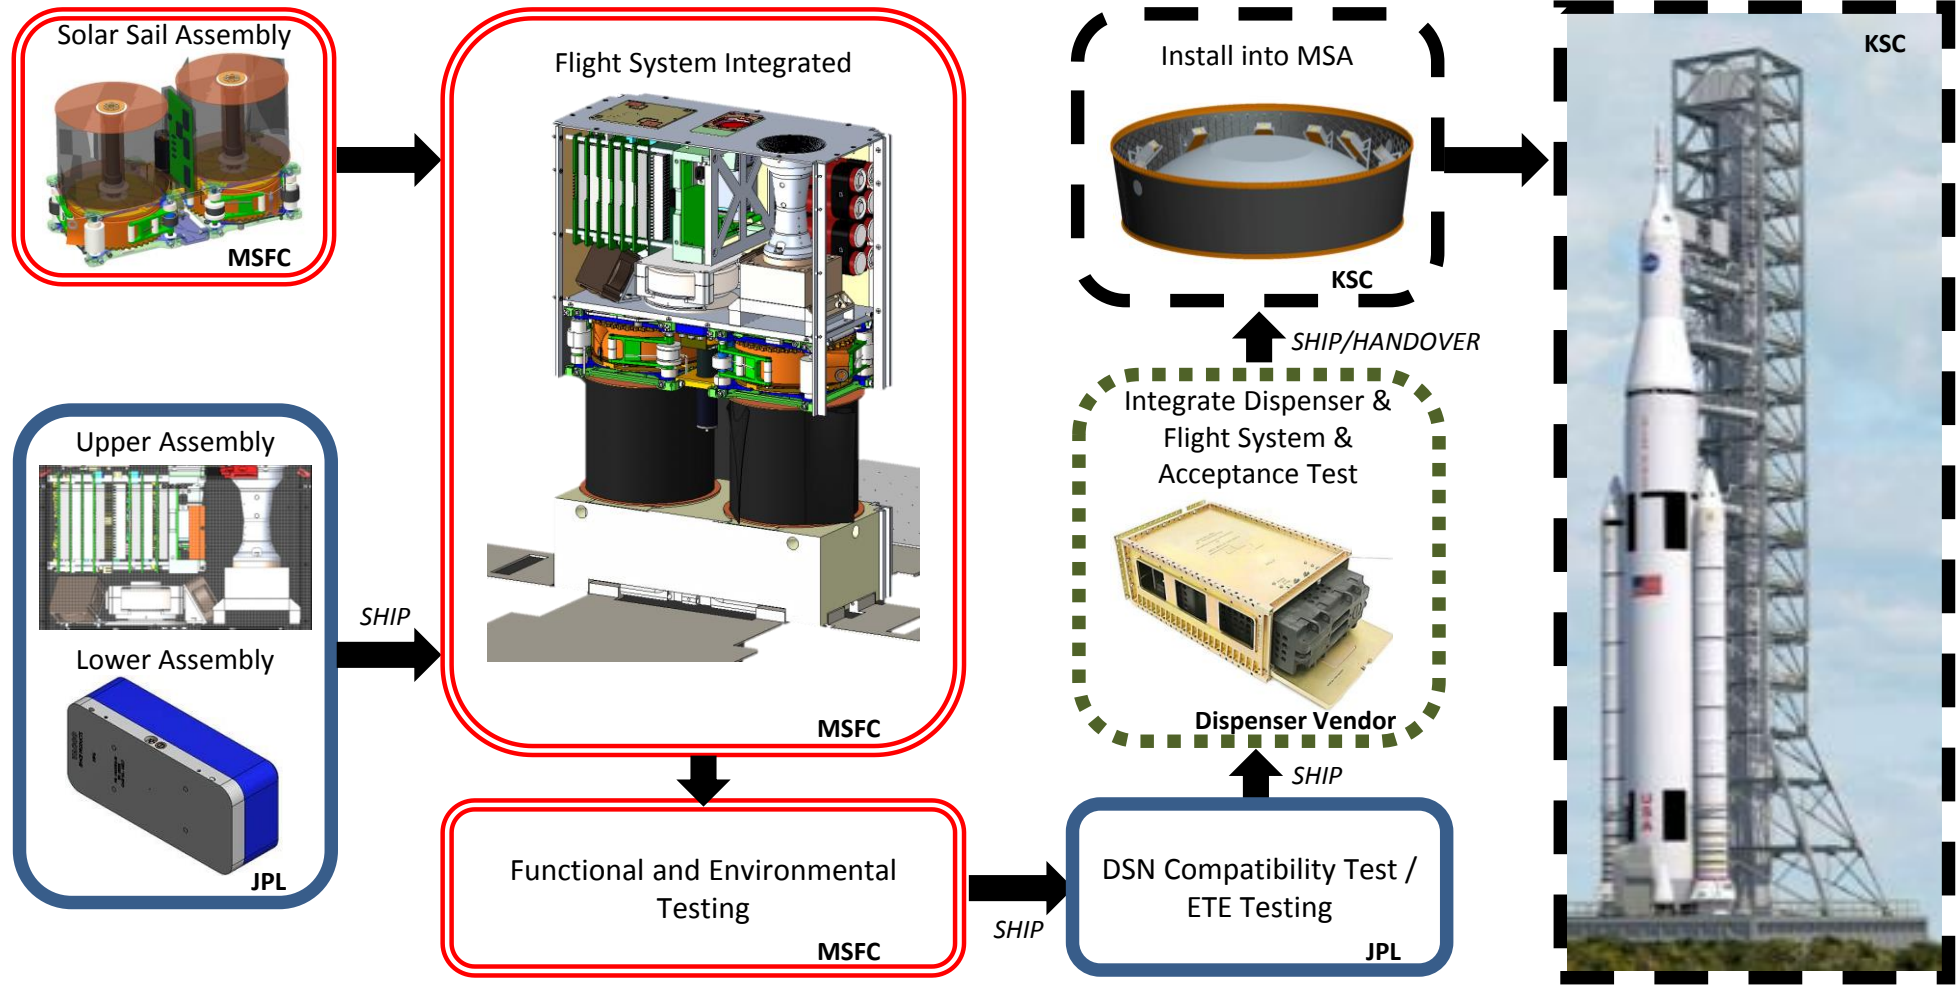 Solar Sail Assembly
MSFC
Upper Assembly
Lower Assembly
JPL
SHIP
Flight System Integrated
MSFC
Functional and Environmental
Testing
MSFC
SHIP
DSN Compatibility Test /
ETE Testing
JPL
SHIP
Integrate Dispenser &
Flight System &
Acceptance Test
Dispenser Vendor
SHIP/HANDOVER
Install into MSA
KSC
KSC
USA